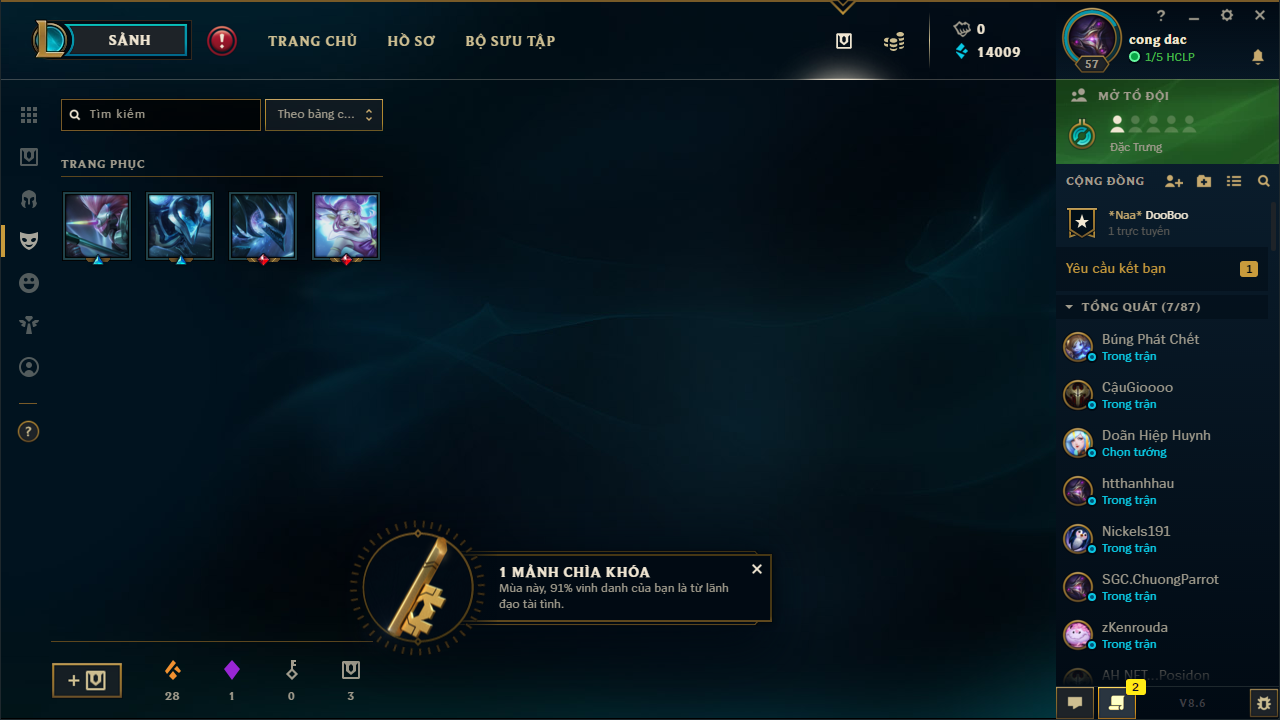 SẢNH
TRANG CHỦ
HỒ SƠ
BỘ SƯU TẬP
0
14009
?
57
cong dac
1/5 HCLP
MỞ TỔ ĐỘI
Đặc Trưng
Tìm kiếm
Theo bảng c...
TRANG PHỤC
CỘNG ĐỒNG
*Naa* DooBoo
1 trực tuyến
Yêu cầu kết bạn
1
TỔNG QUÁT (7/87)
Búng Phát Chết
Trong trận
CậuGioooo
Trong trận
Doãn Hiệp Huynh
Chọn tướng
htthanhhau
Trong trận
Nickels191
Trong trận
SGC.ChuongParrot
Trong trận
zKenrouda
Trong trận
AH NFT...Posidon
?
1 MẢNH CHÌA KHÓA
Mùa này, 91% vinh danh của bạn là từ lãnh
đạo tài tình.
28
1
0
3
2
V8.6